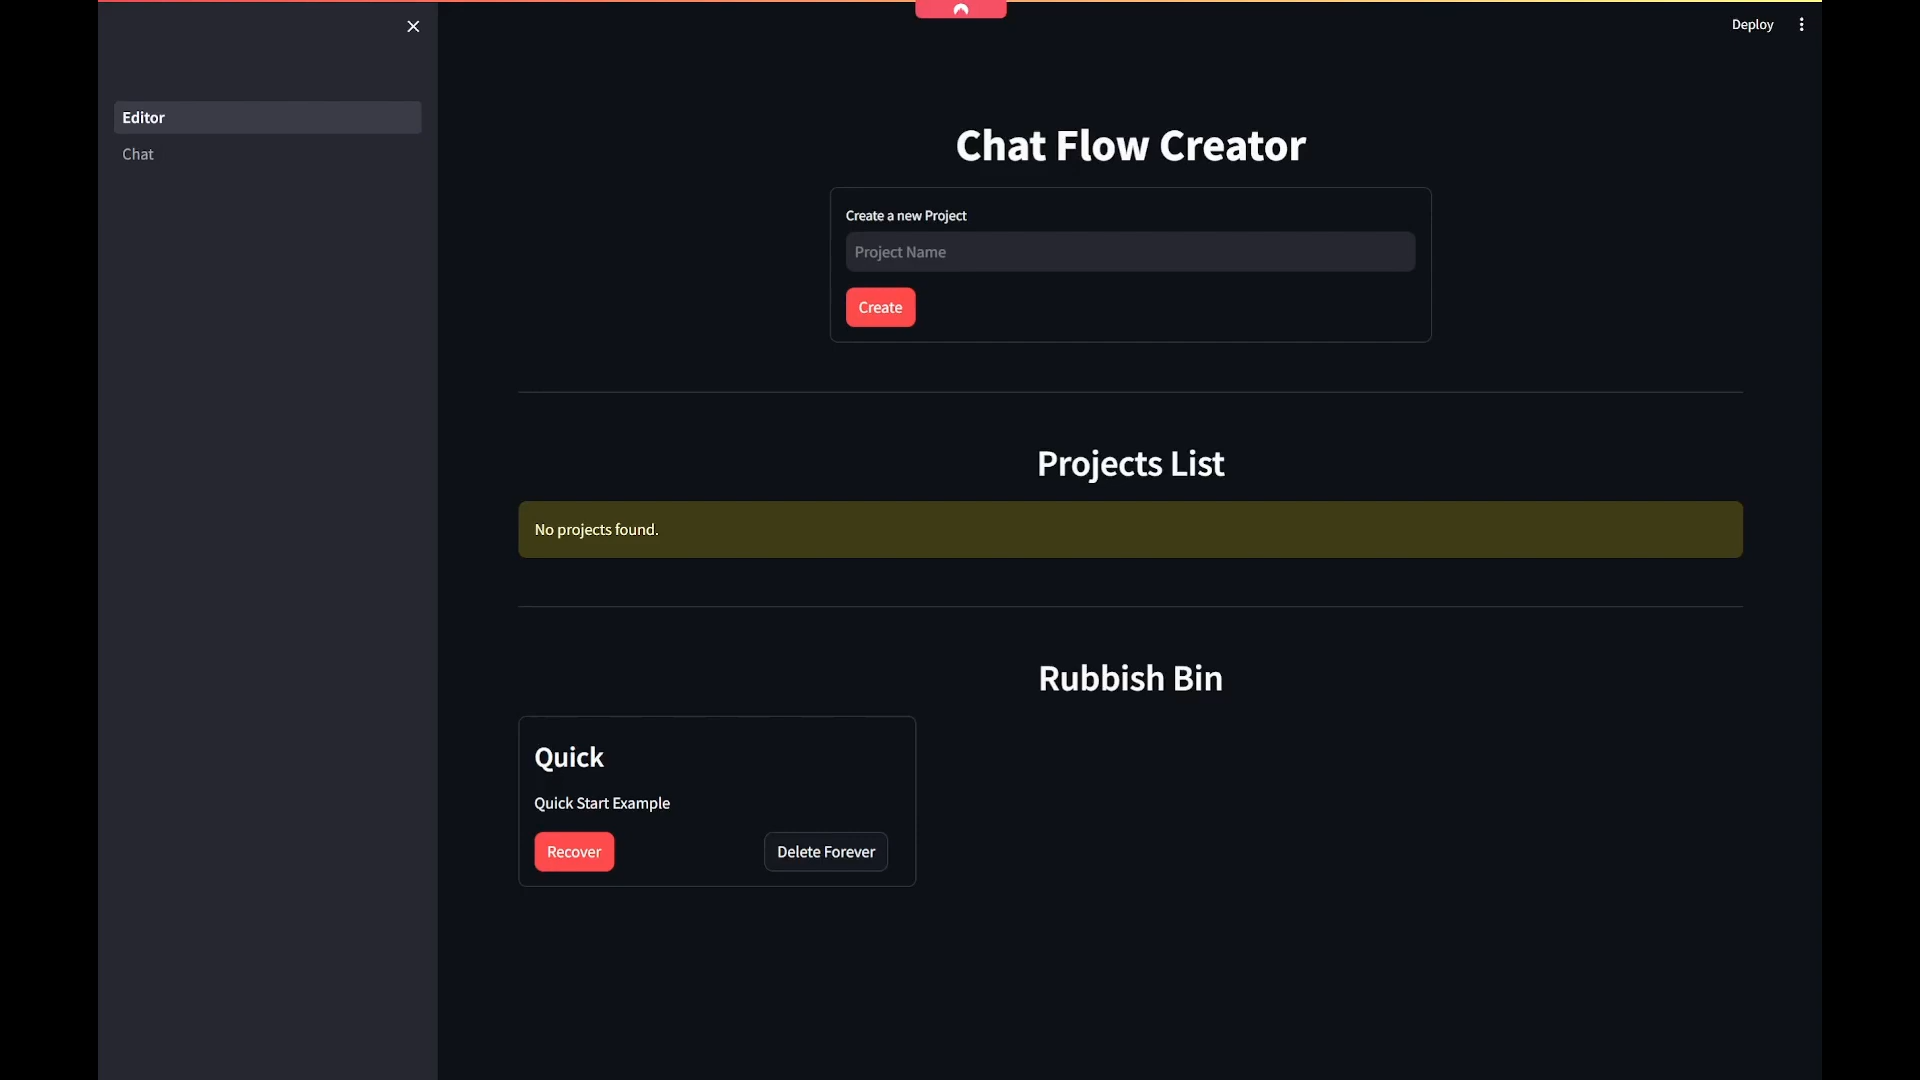 Deploy
Editor
Chat
Chat Flow Creator
Create a new Project
Project Name
Create
Projects List
No projects found.
Rubbish Bin
Quick
Quick Start Example
Recover
Delete Forever